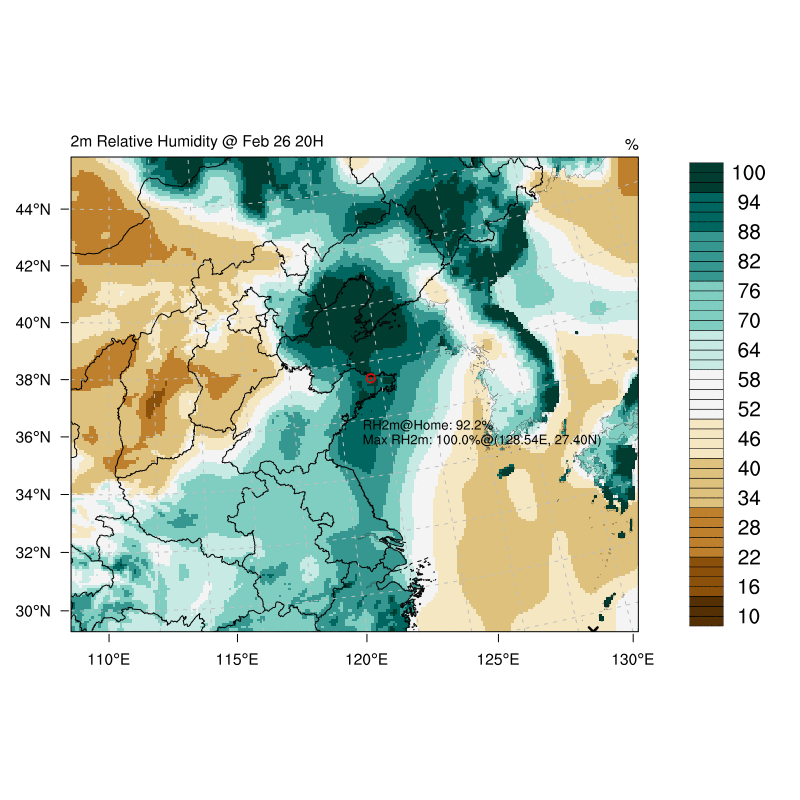 2m Relative Humidity @ Feb 26 20H
%
100
94
88
82
76
70
64
58
52
46
40
34
28
22
16
10
44°N
42°N
40°N
38°N
36°N
34°N
32°N
30°N
RH2m@Home: 92.2%
Max RH2m: 100.0%@(128.54E, 27.40N)
110°E 115°E 120°E 125°E 130°E